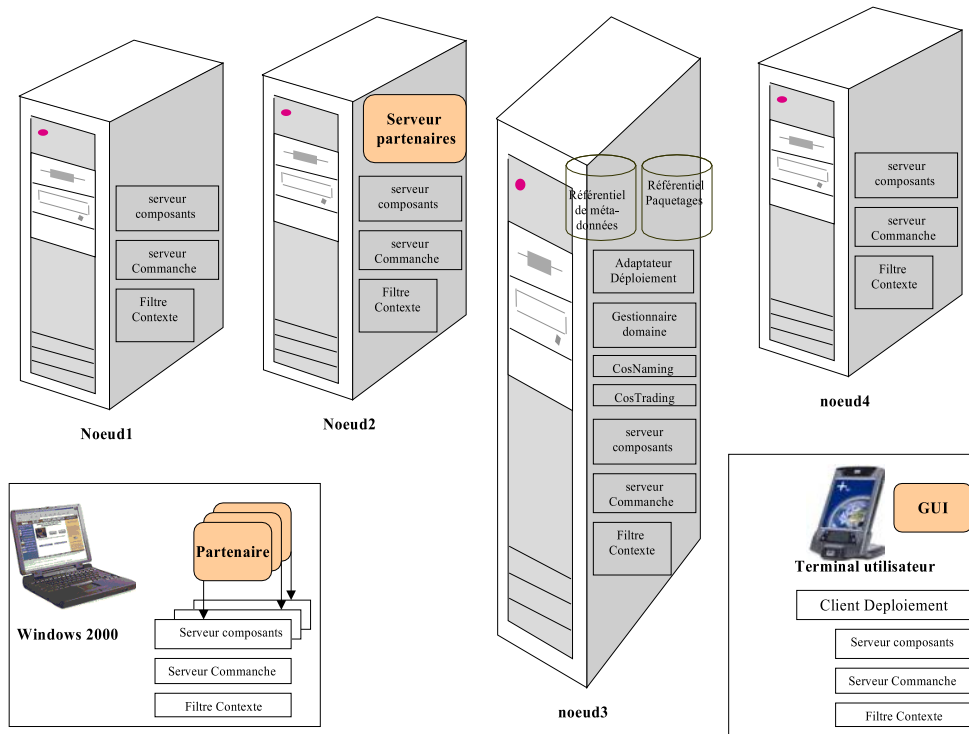 serveur
composants
serveur
Commanche
Filtre
Contexte
Noeud1
Serveur
partenaires
serveur
composants
serveur
Commanche
Filtre
Contexte
Noeud2
Référentiel
de méta-
données
Référentiel
Paquetages
Adaptateur
Déploiement
Gestionnaire
domaine
CosNaming
CosTrading
serveur
composants
serveur
Commanche
Filtre
Contexte
noeud3
serveur
composants
serveur
Commanche
Filtre
Contexte
noeud4
Windows 2000
Partenaire
Serveur composants
Serveur Commanche
Filtre Contexte
GUI
Terminal utilisateur
Client Deploiement
Serveur composants
Serveur Commanche
Filtre Contexte